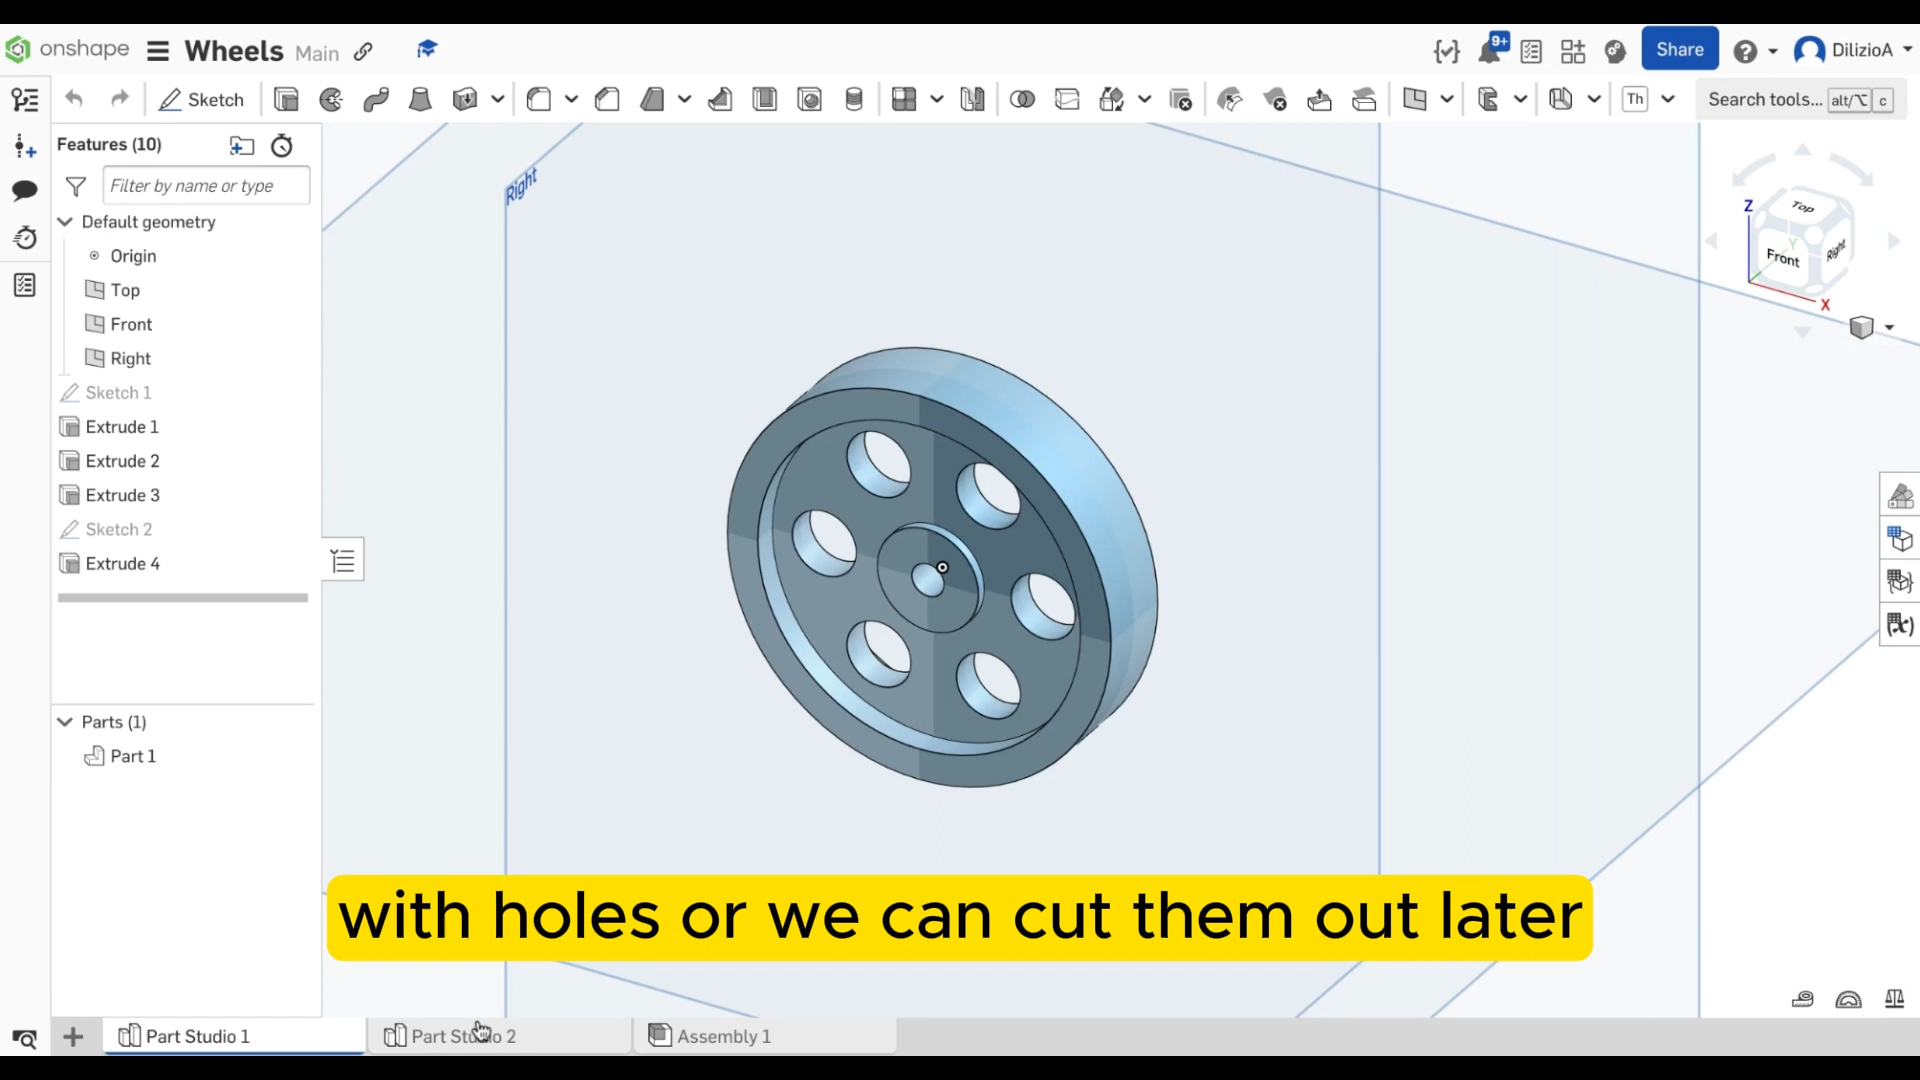 onshape
Wheels Main
9+
Share
DilizioA
Sketch
Th
Search tools... alt/⌥ c
Features (10)
Filter by name or type
Default geometry
Origin
Top
Front
Right
Sketch 1
Extrude 1
Extrude 2
Extrude 3
Sketch 2
Extrude 4
Parts (1)
Part 1
Right
Z
Top
Y
Front
Right
X
(x)
with holes or we can cut them out later
Part Studio 1
Part Studio 2
Assembly 1